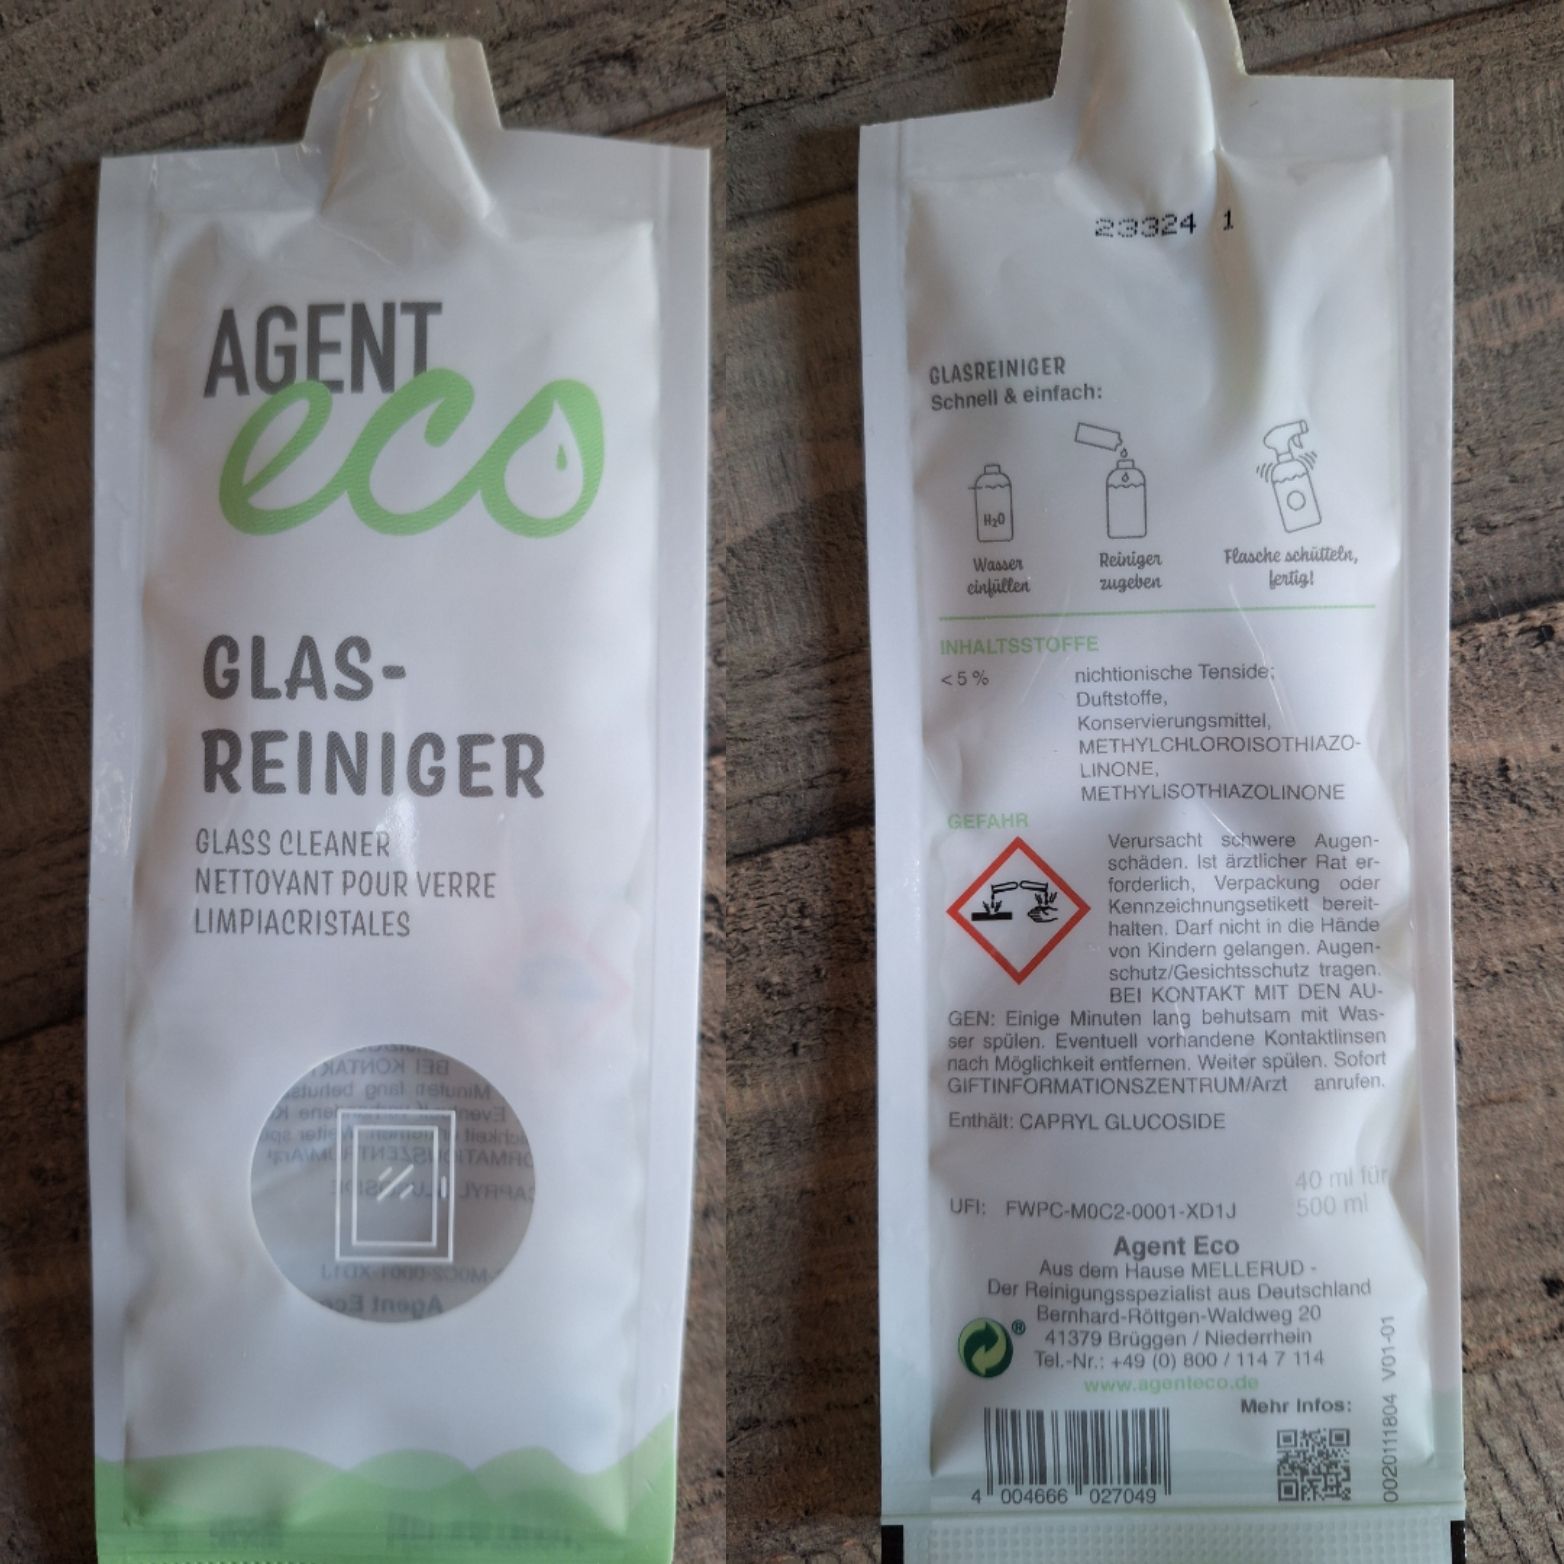 AGENT
eco
GLAS-
REINIGER
GLASS CLEANER
NETTOYANT POUR VERRE
LIMPIACRISTALES
23324 1
GLASREINIGER
Schnell & einfach:
H₂O
Wasser
einfüllen
Reiniger
zugeben
Flasche schütteln,
fertig!
INHALTSSTOFFE
< 5 % nichtionische Tenside;
Duftstoffe,
Konservierungsmittel,
METHYLCHLOROISOTHIAZO-
LINONE,
METHYLISOTHIAZOLINONE
GEFAHR
Verursacht schwere Augen-
schäden. Ist ärztlicher Rat er-
forderlich, Verpackung oder
Kennzeichnungsetikett bereit-
halten. Darf nicht in die Hände
von Kindern gelangen. Augen-
schutz/Gesichtsschutz tragen.
BEI KONTAKT MIT DEN AU-
GEN: Einige Minuten lang behutsam mit Was-
ser spülen. Eventuell vorhandene Kontaktlinsen
nach Möglichkeit entfernen. Weiter spülen. Sofort
GIFTINFORMATIONSZENTRUM/Arzt anrufen.
Enthält: CAPRYL GLUCOSIDE
40 ml für
500 ml
UFI: FWPC-M0C2-0001-XD1J
Agent Eco
Aus dem Hause MELLERUD -
Der Reinigungsspezialist aus Deutschland
Bernhard-Röttgen-Waldweg 20
41379 Brüggen / Niederrhein
Tel.-Nr.: +49 (0) 800 / 114 7 114
www.agenteco.de
®
Mehr Infos:
4 004666 027049
0020111804 V01-01